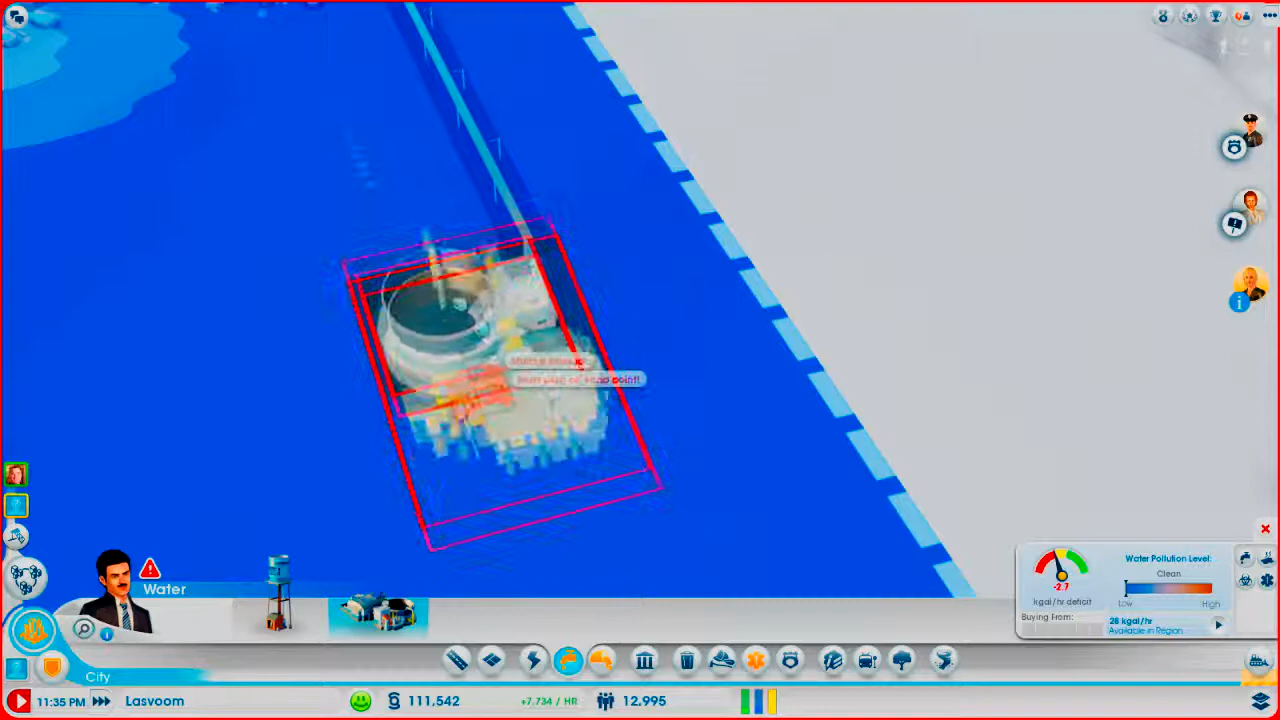 Water
Water Pollution Level:
Clean
-2.7
Low
High
kgal/hr deficit
Buying From:
28 kgal/hr
Available in Region
City
11:35 PM
Lasvoom
111,542
+7,734 / HR
12,995